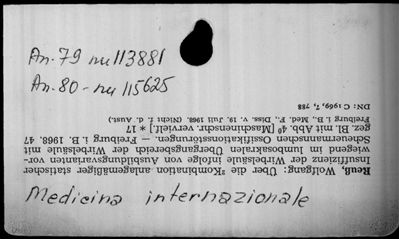 An. 79 nu 113881
An. 80 - nu 115625
Reuß, Wolfgang: Über die *Kombination anlagenmäßiger statischer
Insuffizienz der Wirbelsäule infolge von Ausbildungsvarianten vor-
wiegend im lumbosakralen Übergangsbereich der Wirbelsäule mit
Scheuermannschen Ossifikationsstörungen. — Freiburg i. B. 1968. 47
gez. Bl. mit Abb. 4° [Maschinenschr. vervielf.] * 17
Freiburg i. B., Med. F., Diss. v. 19. Juli 1968. (Nicht f. d. Aust.)
DN: C 1969, 7, 788
Medicina internazionale